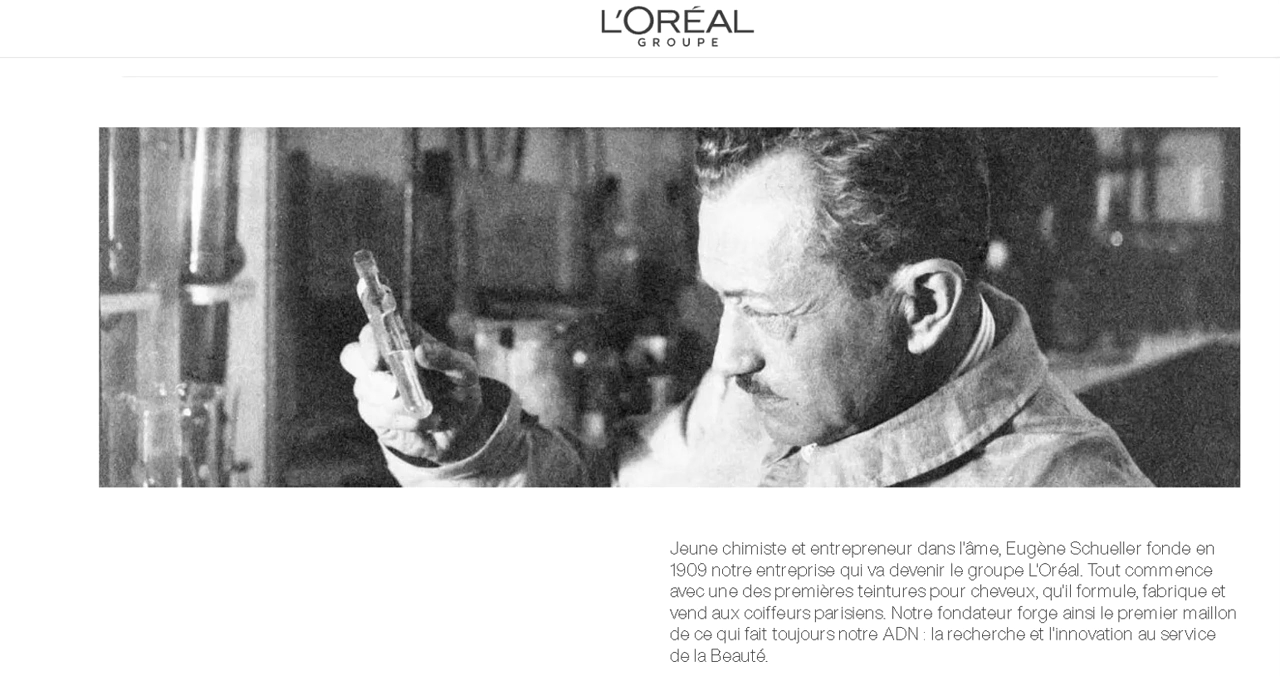 L'ORÉAL
GROUPE
Jeune chimiste et entrepreneur dans l'âme, Eugène Schueller fonde en
1909 notre entreprise qui va devenir le groupe L'Oréal. Tout commence
avec une des premières teintures pour cheveux, qu'il formule, fabrique et
vend aux coiffeurs parisiens. Notre fondateur forge ainsi le premier maillon
de ce qui fait toujours notre ADN : la recherche et l'innovation au service
de la Beauté.